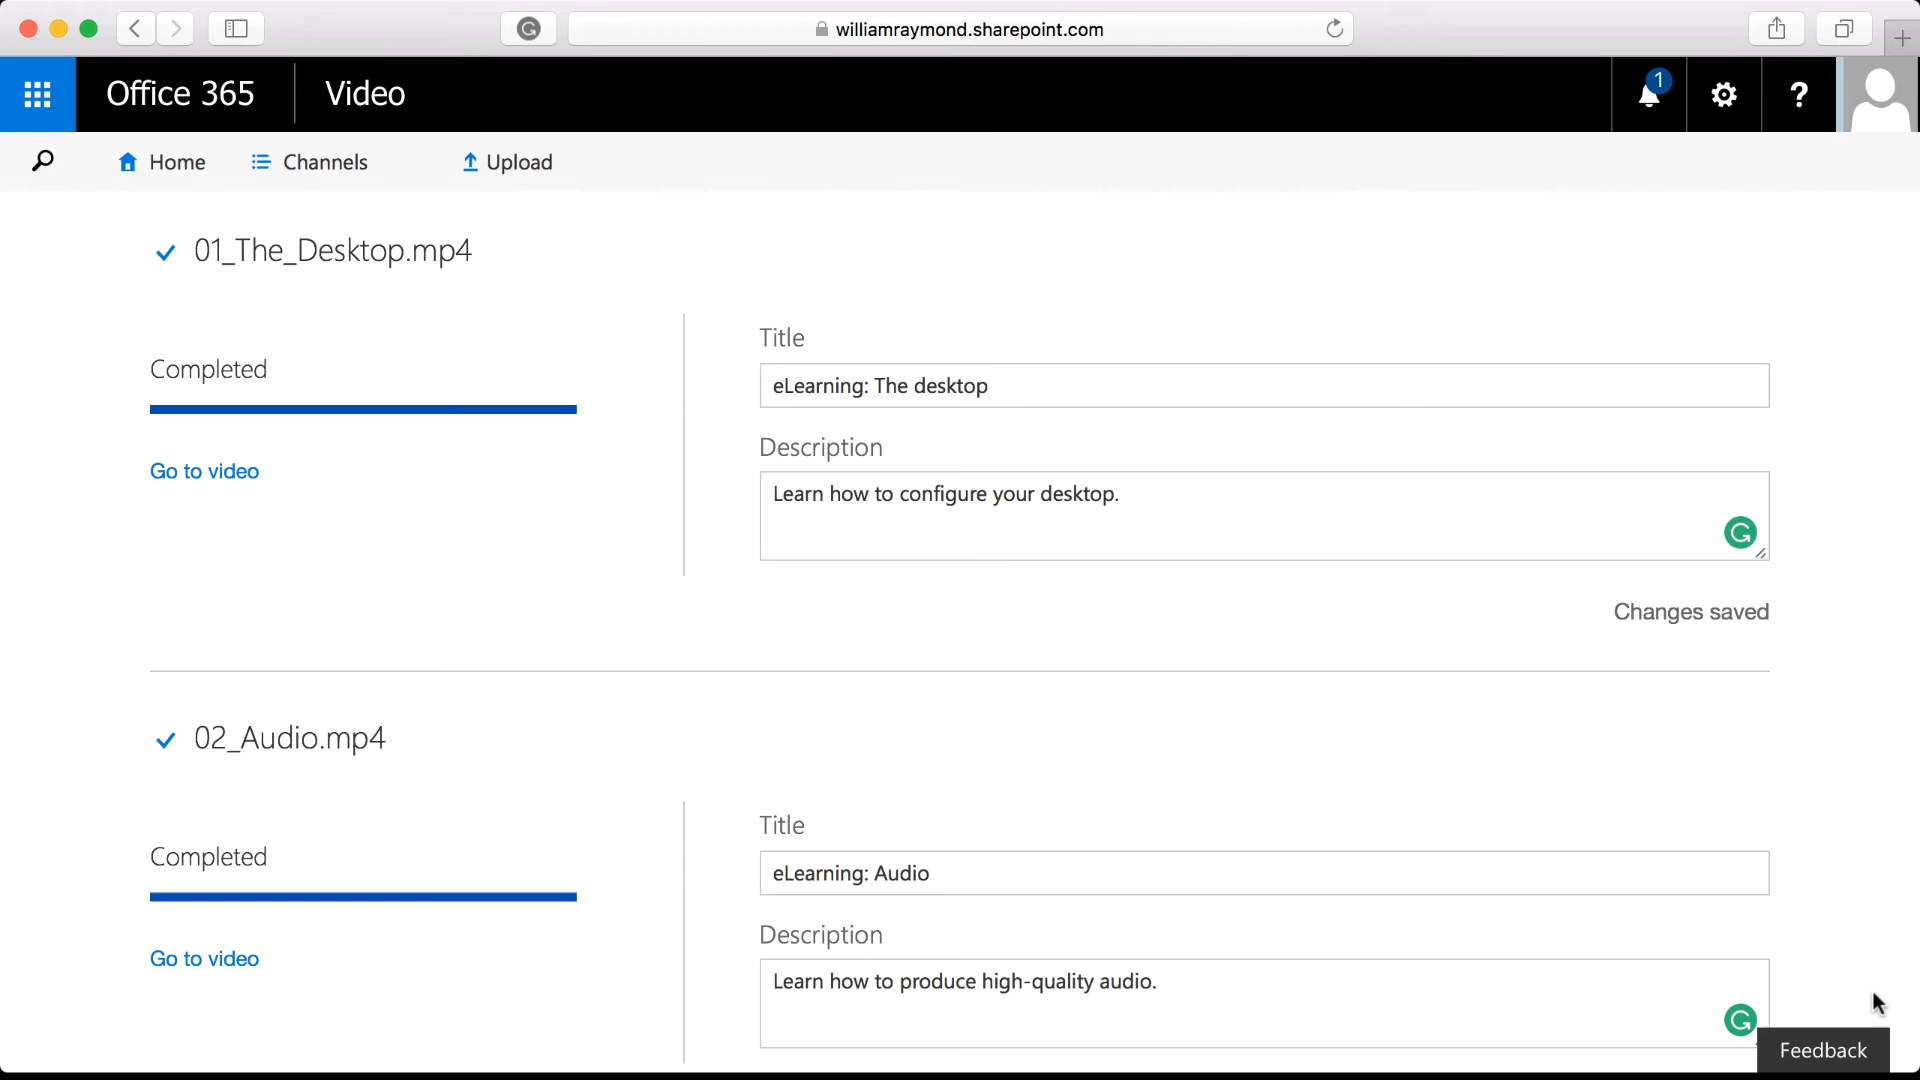 williamraymond.sharepoint.com
Office 365
Video
1
?
Home
Channels
Upload
01_The_Desktop.mp4
Completed
Go to video
Title
eLearning: The desktop
Description
Learn how to configure your desktop.
Changes saved
02_Audio.mp4
Completed
Go to video
Title
eLearning: Audio
Description
Learn how to produce high-quality audio.
Feedback